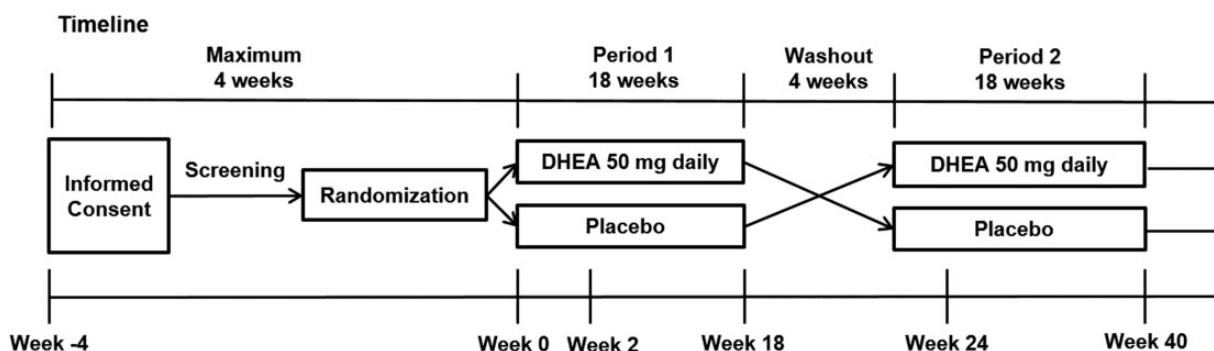 Timeline
Maximum
4 weeks
Period 1
18 weeks
Washout
4 weeks
Period 2
18 weeks
Informed
Consent
Screening
Randomization
DHEA 50 mg daily
Placebo
DHEA 50 mg daily
Placebo
Week -4
Week 0
Week 2
Week 18
Week 24
Week 40